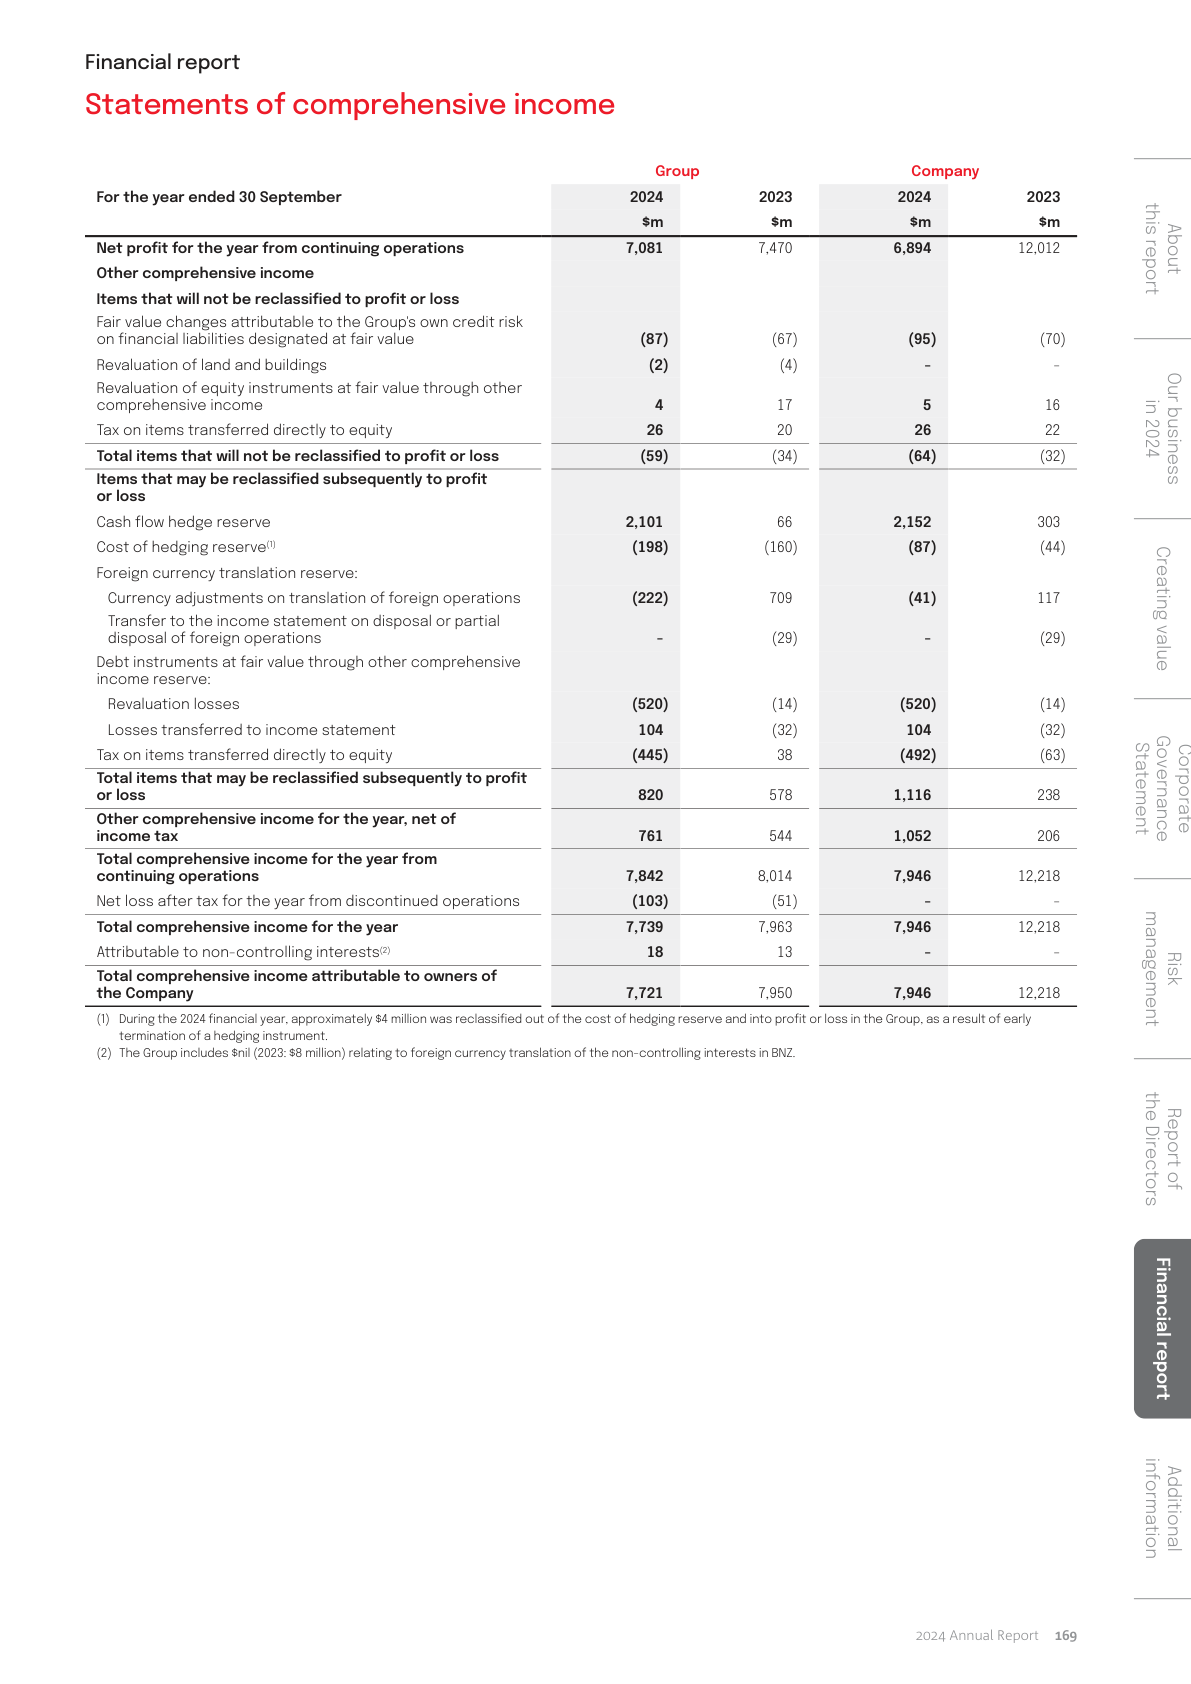 Financial report
Statements of comprehensive income
Group Company
For the year ended 30 September 2024 2023 2024 2023
$m $m $m $m
Net profit for the year from continuing operations 7,081 7,470 6,894 12,012
Other comprehensive income
Items that will not be reclassified to profit or loss
Fair value changes attributable to the Group's own credit risk
on financial liabilities designated at fair value (87) (67) (95) (70)
Revaluation of land and buildings (2) (4) – –
Revaluation of equity instruments at fair value through other
comprehensive income 4 17 5 16
Tax on items transferred directly to equity 26 20 26 22
Total items that will not be reclassified to profit or loss (59) (34) (64) (32)
Items that may be reclassified subsequently to profit
or loss
Cash flow hedge reserve 2,101 66 2,152 303
Cost of hedging reserve(1) (198) (160) (87) (44)
Foreign currency translation reserve:
Currency adjustments on translation of foreign operations (222) 709 (41) 117
Transfer to the income statement on disposal or partial
disposal of foreign operations – (29) – (29)
Debt instruments at fair value through other comprehensive
income reserve:
Revaluation losses (520) (14) (520) (14)
Losses transferred to income statement 104 (32) 104 (32)
Tax on items transferred directly to equity (445) 38 (492) (63)
Total items that may be reclassified subsequently to profit
or loss 820 578 1,116 238
Other comprehensive income for the year, net of
income tax 761 544 1,052 206
Total comprehensive income for the year from
continuing operations 7,842 8,014 7,946 12,218
Net loss after tax for the year from discontinued operations (103) (51) – –
Total comprehensive income for the year 7,739 7,963 7,946 12,218
Attributable to non-controlling interests(2) 18 13 – –
Total comprehensive income attributable to owners of
the Company 7,721 7,950 7,946 12,218
(1) During the 2024 financial year, approximately $4 million was reclassified out of the cost of hedging reserve and into profit or loss in the Group, as a result of early
termination of a hedging instrument.
(2) The Group includes $nil (2023: $8 million) relating to foreign currency translation of the non-controlling interests in BNZ.
About
this report
Our business
in 2024
Creating value
Corporate
Governance
Statement
Risk
management
Report of
the Directors
Financial report
Additional
information
2024 Annual Report 169